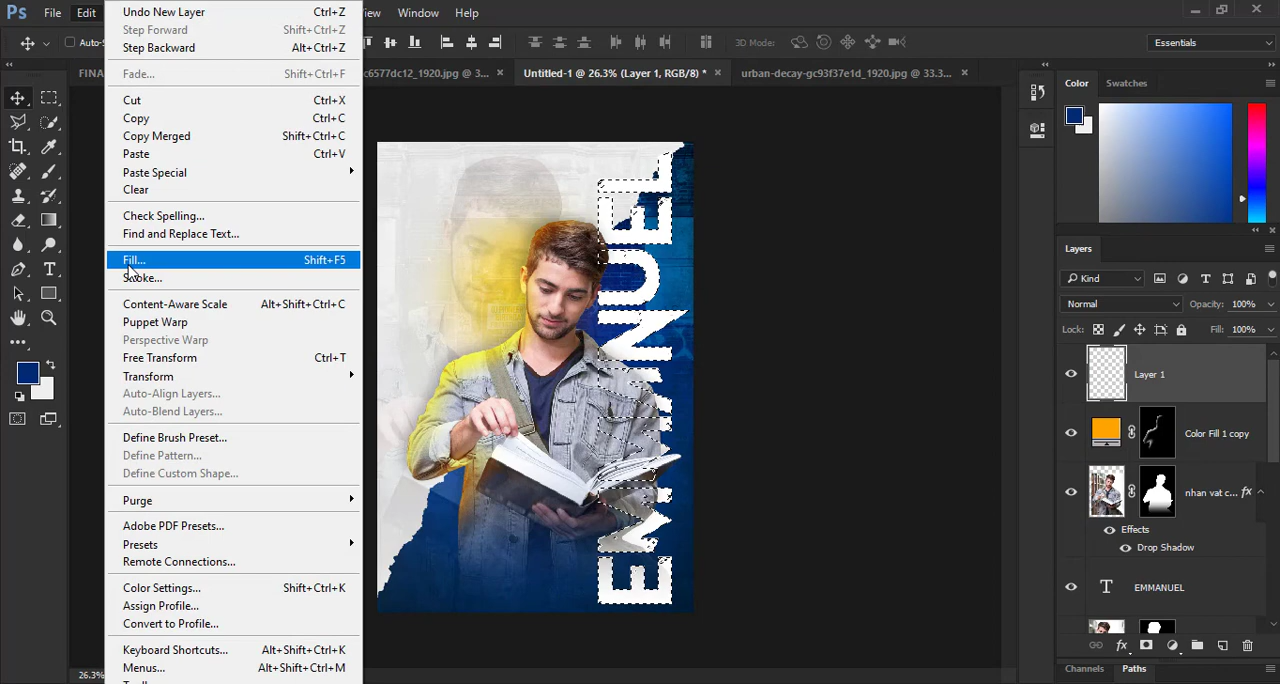 Ps File Edit View Window Help
Undo New Layer Ctrl+Z
Step Forward Shift+Ctrl+Z
Step Backward Alt+Ctrl+Z
Fade... Shift+Ctrl+F
Cut Ctrl+X
Copy Ctrl+C
Copy Merged Shift+Ctrl+C
Paste Ctrl+V
Paste Special
Clear
Check Spelling...
Find and Replace Text...
Fill... Shift+F5
Stroke...
Content-Aware Scale Alt+Shift+Ctrl+C
Puppet Warp
Perspective Warp
Free Transform Ctrl+T
Transform
Auto-Align Layers...
Auto-Blend Layers...
Define Brush Preset...
Define Pattern...
Define Custom Shape...
Purge
Adobe PDF Presets...
Presets
Remote Connections...
Color Settings... Shift+Ctrl+K
Assign Profile...
Convert to Profile...
Keyboard Shortcuts... Alt+Shift+Ctrl+K
Menus... Alt+Shift+Ctrl+M
Auto-S
3D Mode:
Essentials
FINA
c6577dc12_1920.jpg @ 3... ×
Untitled-1 @ 26.3% (Layer 1, RGB/8) * ×
urban-decay-gc93f37e1d_1920.jpg @ 33.3... ×
EMMANUEL
26.3%
Color Swatches
Layers
Kind
Normal Opacity: 100%
Lock: Fill: 100%
Layer 1
Color Fill 1 copy
nhan vat c... fx
Effects
Drop Shadow
T EMMANUEL
fx
Channels Paths